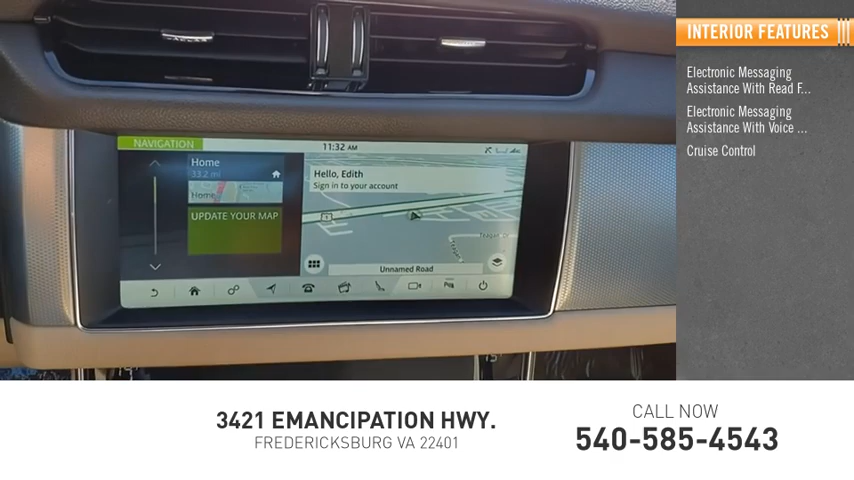 INTERIOR FEATURES
Electronic Messaging
Assistance With Read F...
Electronic Messaging
Assistance With Voice ...
Cruise Control
NAVIGATION
11:32 AM
Home
33.2 mi
Home
UPDATE YOUR MAP
Hello, Edith
Sign in to your account
Unnamed Road
3421 EMANCIPATION HWY.
FREDERICKSBURG VA 22401
CALL NOW
540-585-4543